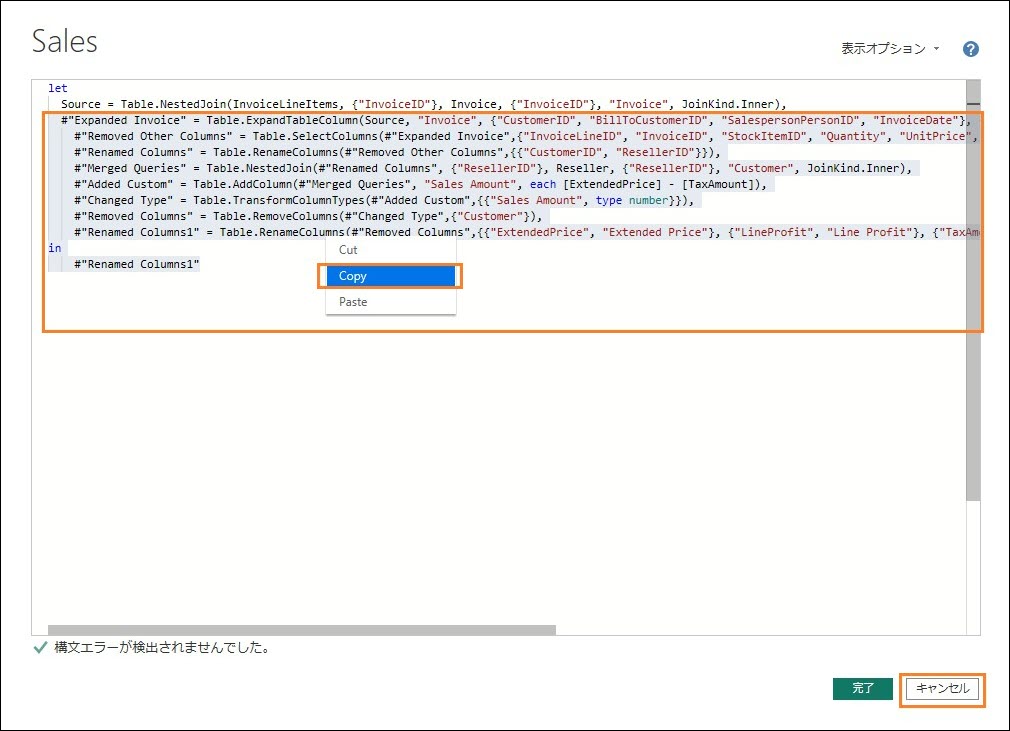 Sales
表示オプション
?
let
Source = Table.NestedJoin(InvoiceLineItems, {"InvoiceID"}, Invoice, {"InvoiceID"}, "Invoice", JoinKind.Inner),
#"Expanded Invoice" = Table.ExpandTableColumn(Source, "Invoice", {"CustomerID", "BillToCustomerID", "SalespersonPersonID", "InvoiceDate"},
#"Removed Other Columns" = Table.SelectColumns(#"Expanded Invoice",{"InvoiceLineID", "InvoiceID", "StockItemID", "Quantity", "UnitPrice",
#"Renamed Columns" = Table.RenameColumns(#"Removed Other Columns",{{"CustomerID", "ResellerID"}}),
#"Merged Queries" = Table.NestedJoin(#"Renamed Columns", {"ResellerID"}, Reseller, {"ResellerID"}, "Customer", JoinKind.Inner),
#"Added Custom" = Table.AddColumn(#"Merged Queries", "Sales Amount", each [ExtendedPrice] - [TaxAmount]),
#"Changed Type" = Table.TransformColumnTypes(#"Added Custom",{{"Sales Amount", type number}}),
#"Removed Columns" = Table.RemoveColumns(#"Changed Type",{"Customer"}),
#"Renamed Columns1" = Table.RenameColumns(#"Removed Columns",{{"ExtendedPrice", "Extended Price"}, {"LineProfit", "Line Profit"}, {"TaxAm
in
#"Renamed Columns1"
Cut
Copy
Paste
構文エラーが検出されませんでした。
完了
キャンセル